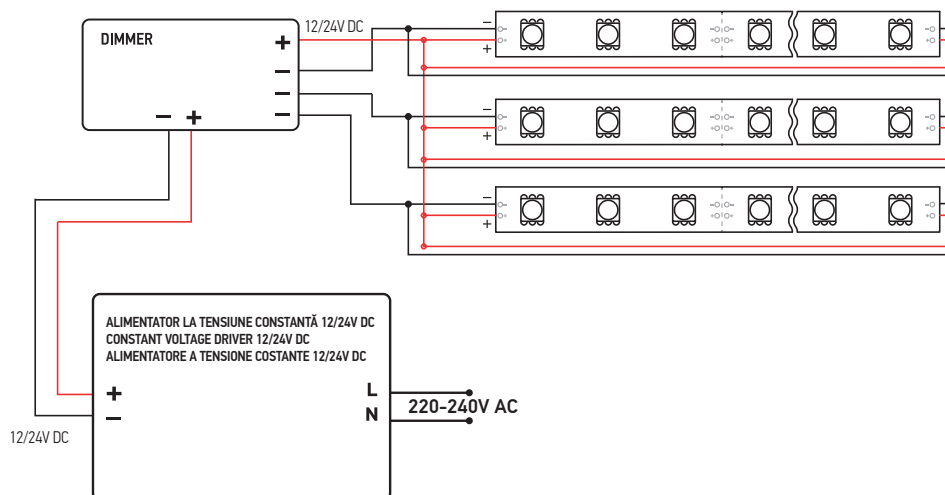 12/24V DC
DIMMER
+
−
−
−
− +
−
+
−
+
−
+
ALIMENTATOR LA TENSIUNE CONSTANTĂ 12/24V DC
CONSTANT VOLTAGE DRIVER 12/24V DC
ALIMENTATORE A TENSIONE COSTANTE 12/24V DC
+
−
L
N
220-240V AC
12/24V DC